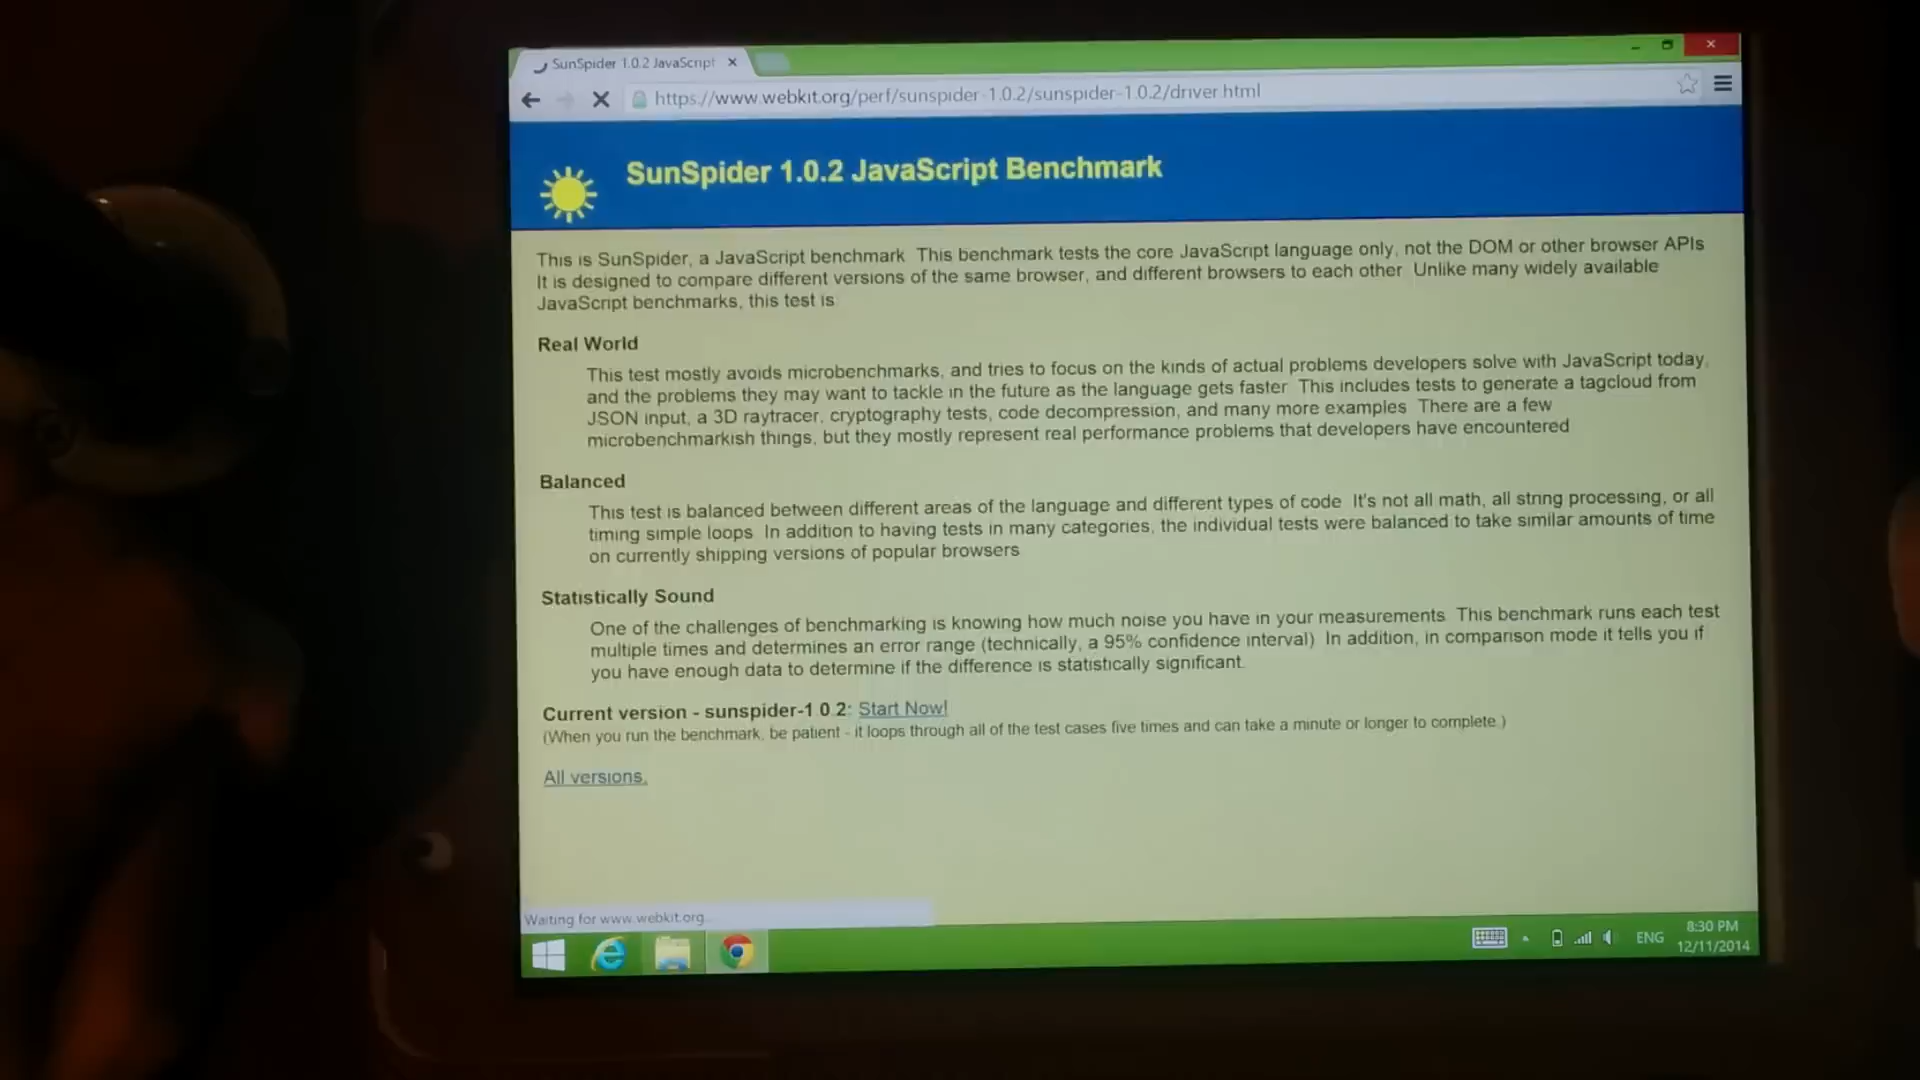 SunSpider 1.0.2 JavaScript
https://www.webkit.org/perf/sunspider-1.0.2/sunspider-1.0.2/driver.html
SunSpider 1.0.2 JavaScript Benchmark
This is SunSpider, a JavaScript benchmark This benchmark tests the core JavaScript language only, not the DOM or other browser APIs
It is designed to compare different versions of the same browser, and different browsers to each other Unlike many widely available
JavaScript benchmarks, this test is
Real World
This test mostly avoids microbenchmarks, and tries to focus on the kinds of actual problems developers solve with JavaScript today,
and the problems they may want to tackle in the future as the language gets faster This includes tests to generate a tagcloud from
JSON input, a 3D raytracer, cryptography tests, code decompression, and many more examples There are a few
microbenchmarkish things, but they mostly represent real performance problems that developers have encountered
Balanced
This test is balanced between different areas of the language and different types of code It's not all math, all string processing, or all
timing simple loops In addition to having tests in many categories, the individual tests were balanced to take similar amounts of time
on currently shipping versions of popular browsers
Statistically Sound
One of the challenges of benchmarking is knowing how much noise you have in your measurements This benchmark runs each test
multiple times and determines an error range (technically, a 95% confidence interval) In addition, in comparison mode it tells you if
you have enough data to determine if the difference is statistically significant.
Current version - sunspider-1.0.2: Start Now!
(When you run the benchmark, be patient - it loops through all of the test cases five times and can take a minute or longer to complete.)
All versions.
Waiting for www.webkit.org...
ENG
8:30 PM
12/11/2014